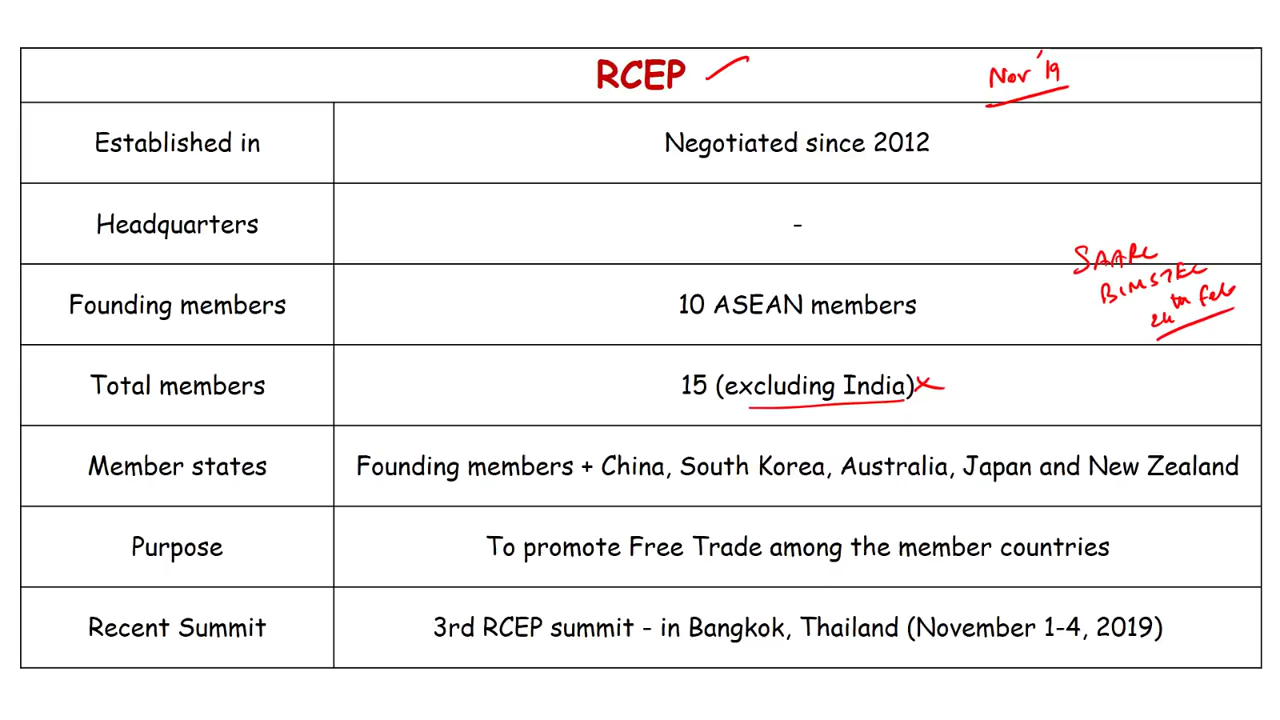 RCEP
Nov '19
Established in
Negotiated since 2012
Headquarters
-
SAARC
BIMSTEC
24th Feb
Founding members
10 ASEAN members
Total members
15 (excluding India)
Member states
Founding members + China, South Korea, Australia, Japan and New Zealand
Purpose
To promote Free Trade among the member countries
Recent Summit
3rd RCEP summit - in Bangkok, Thailand (November 1-4, 2019)